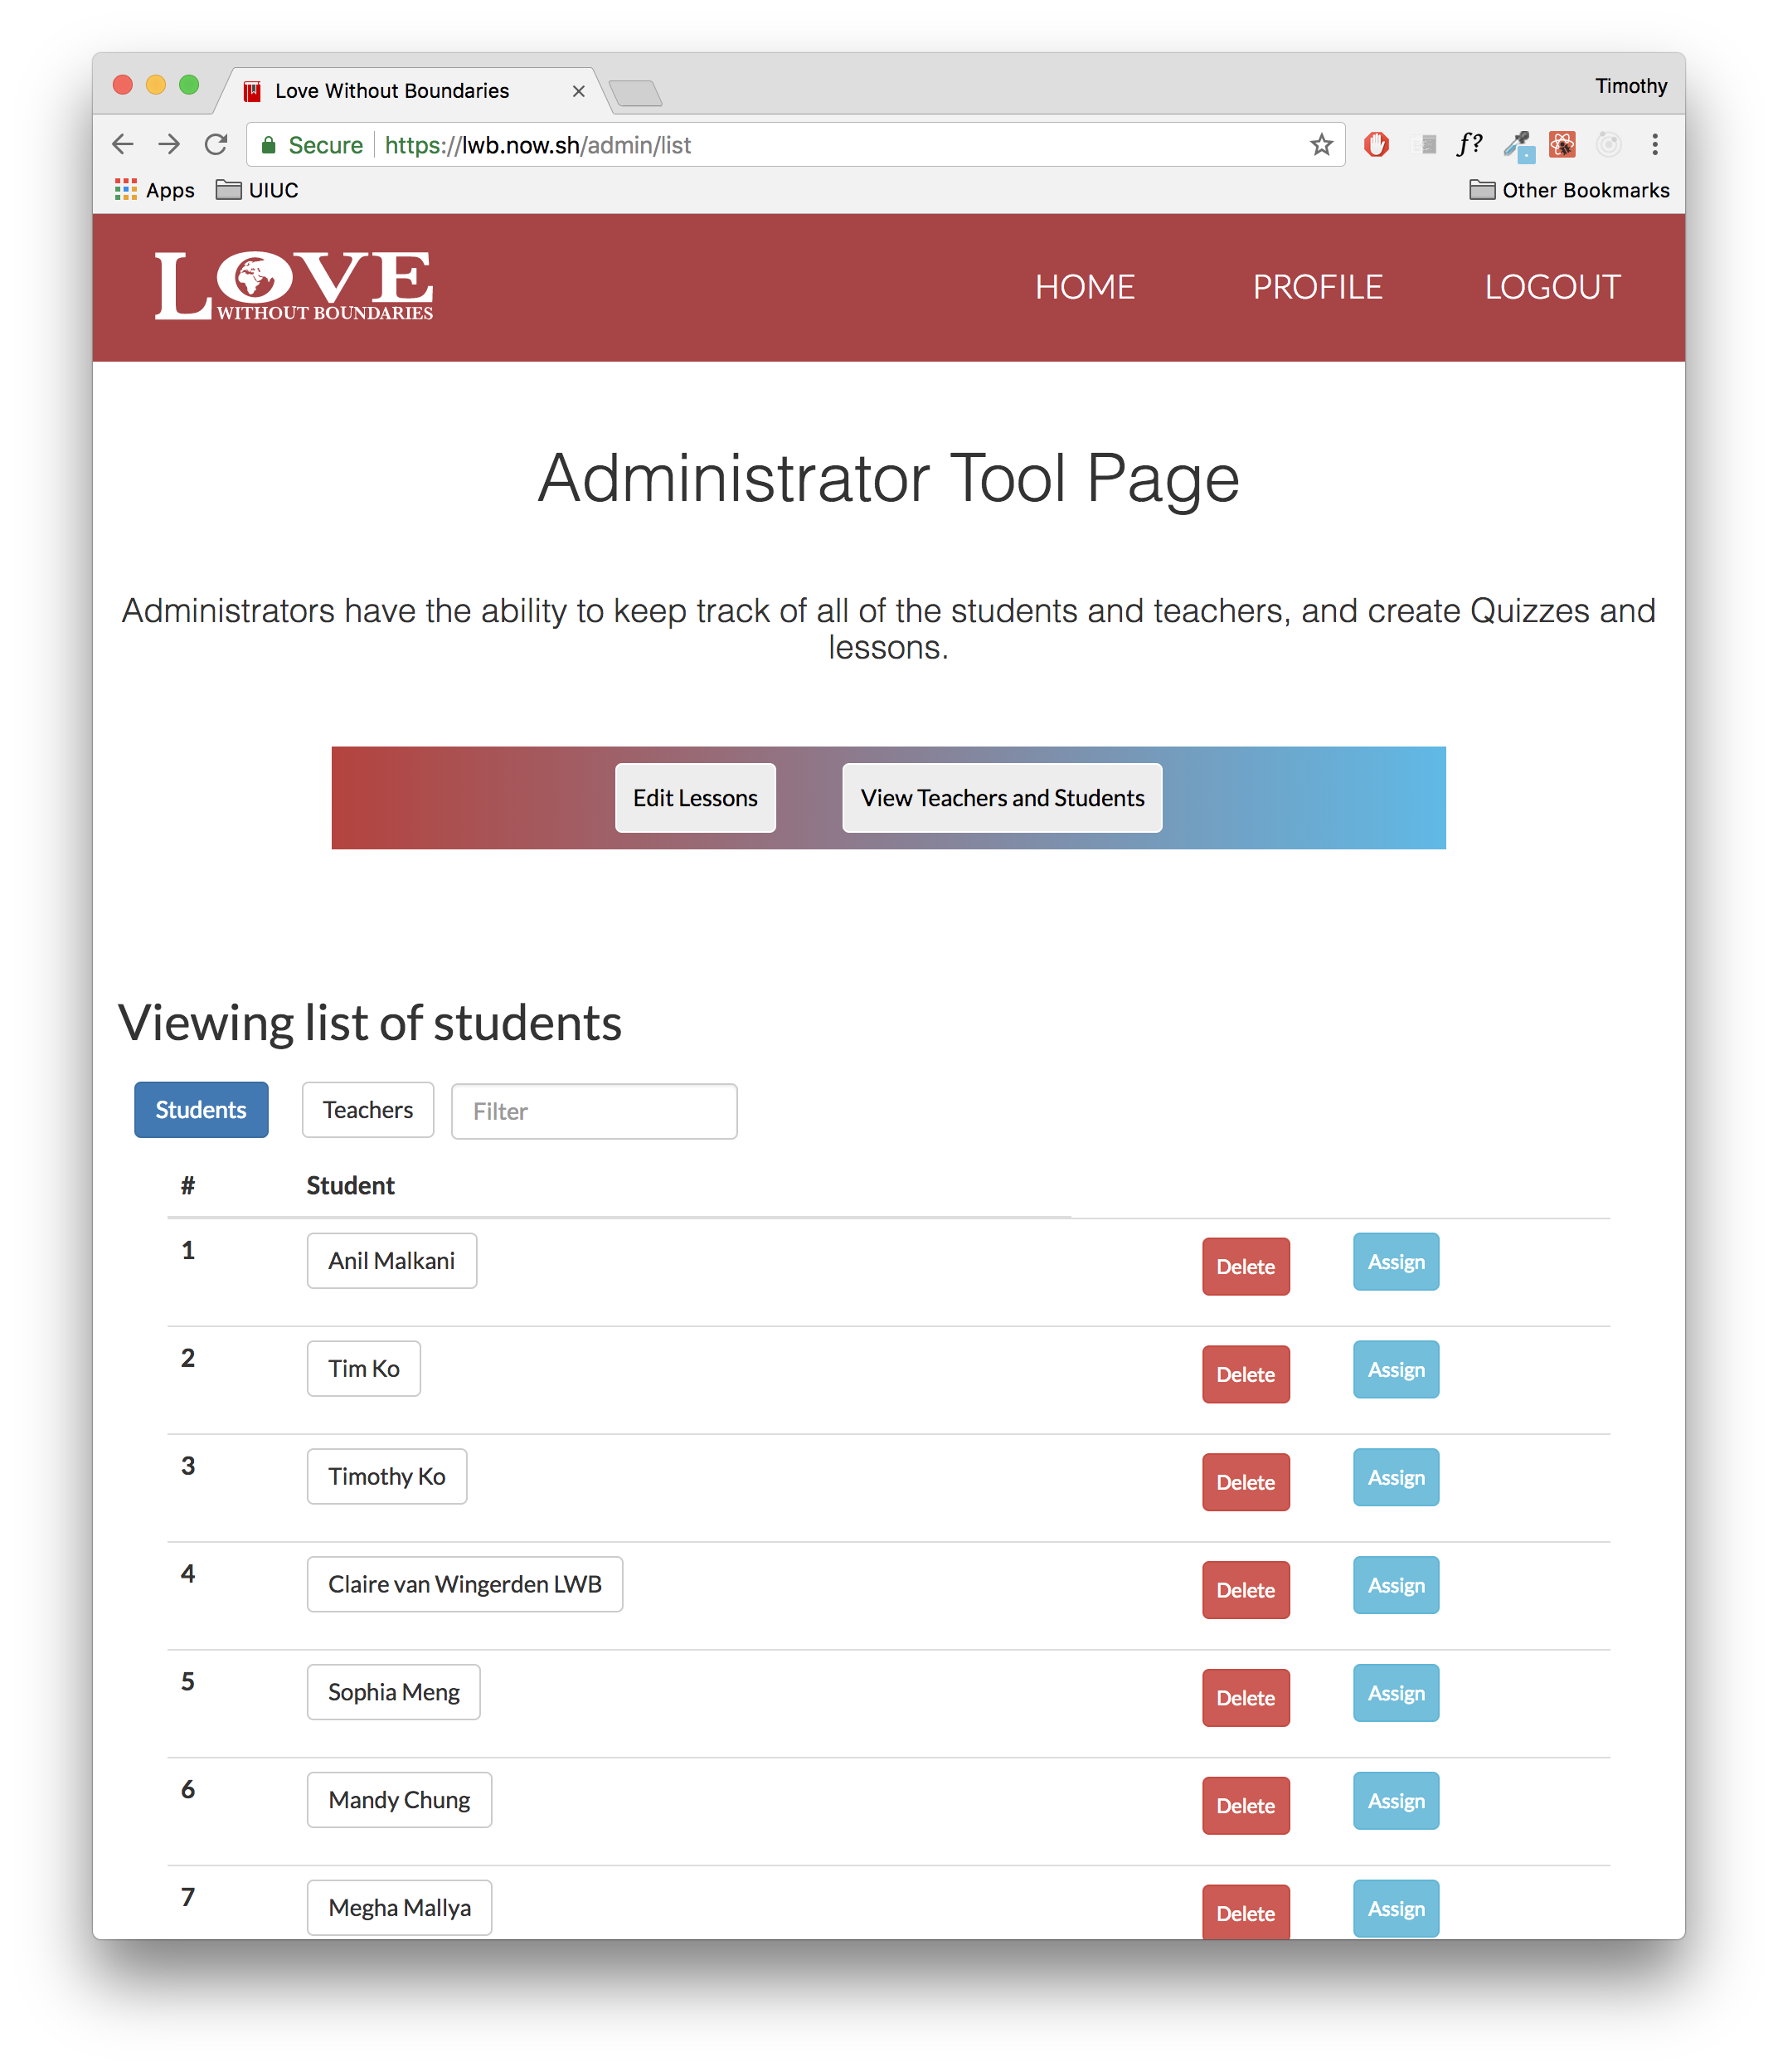 Love Without Boundaries
Timothy
Secure https://lwb.now.sh/admin/list
f?
Apps UIUC Other Bookmarks
LOVE
WITHOUT BOUNDARIES
HOME PROFILE LOGOUT
Administrator Tool Page
Administrators have the ability to keep track of all of the students and teachers, and create Quizzes and
lessons.
Edit Lessons View Teachers and Students
Viewing list of students
Students Teachers Filter
# Student
1 Anil Malkani Delete Assign
2 Tim Ko Delete Assign
3 Timothy Ko Delete Assign
4 Claire van Wingerden LWB Delete Assign
5 Sophia Meng Delete Assign
6 Mandy Chung Delete Assign
7 Megha Mallya Delete Assign